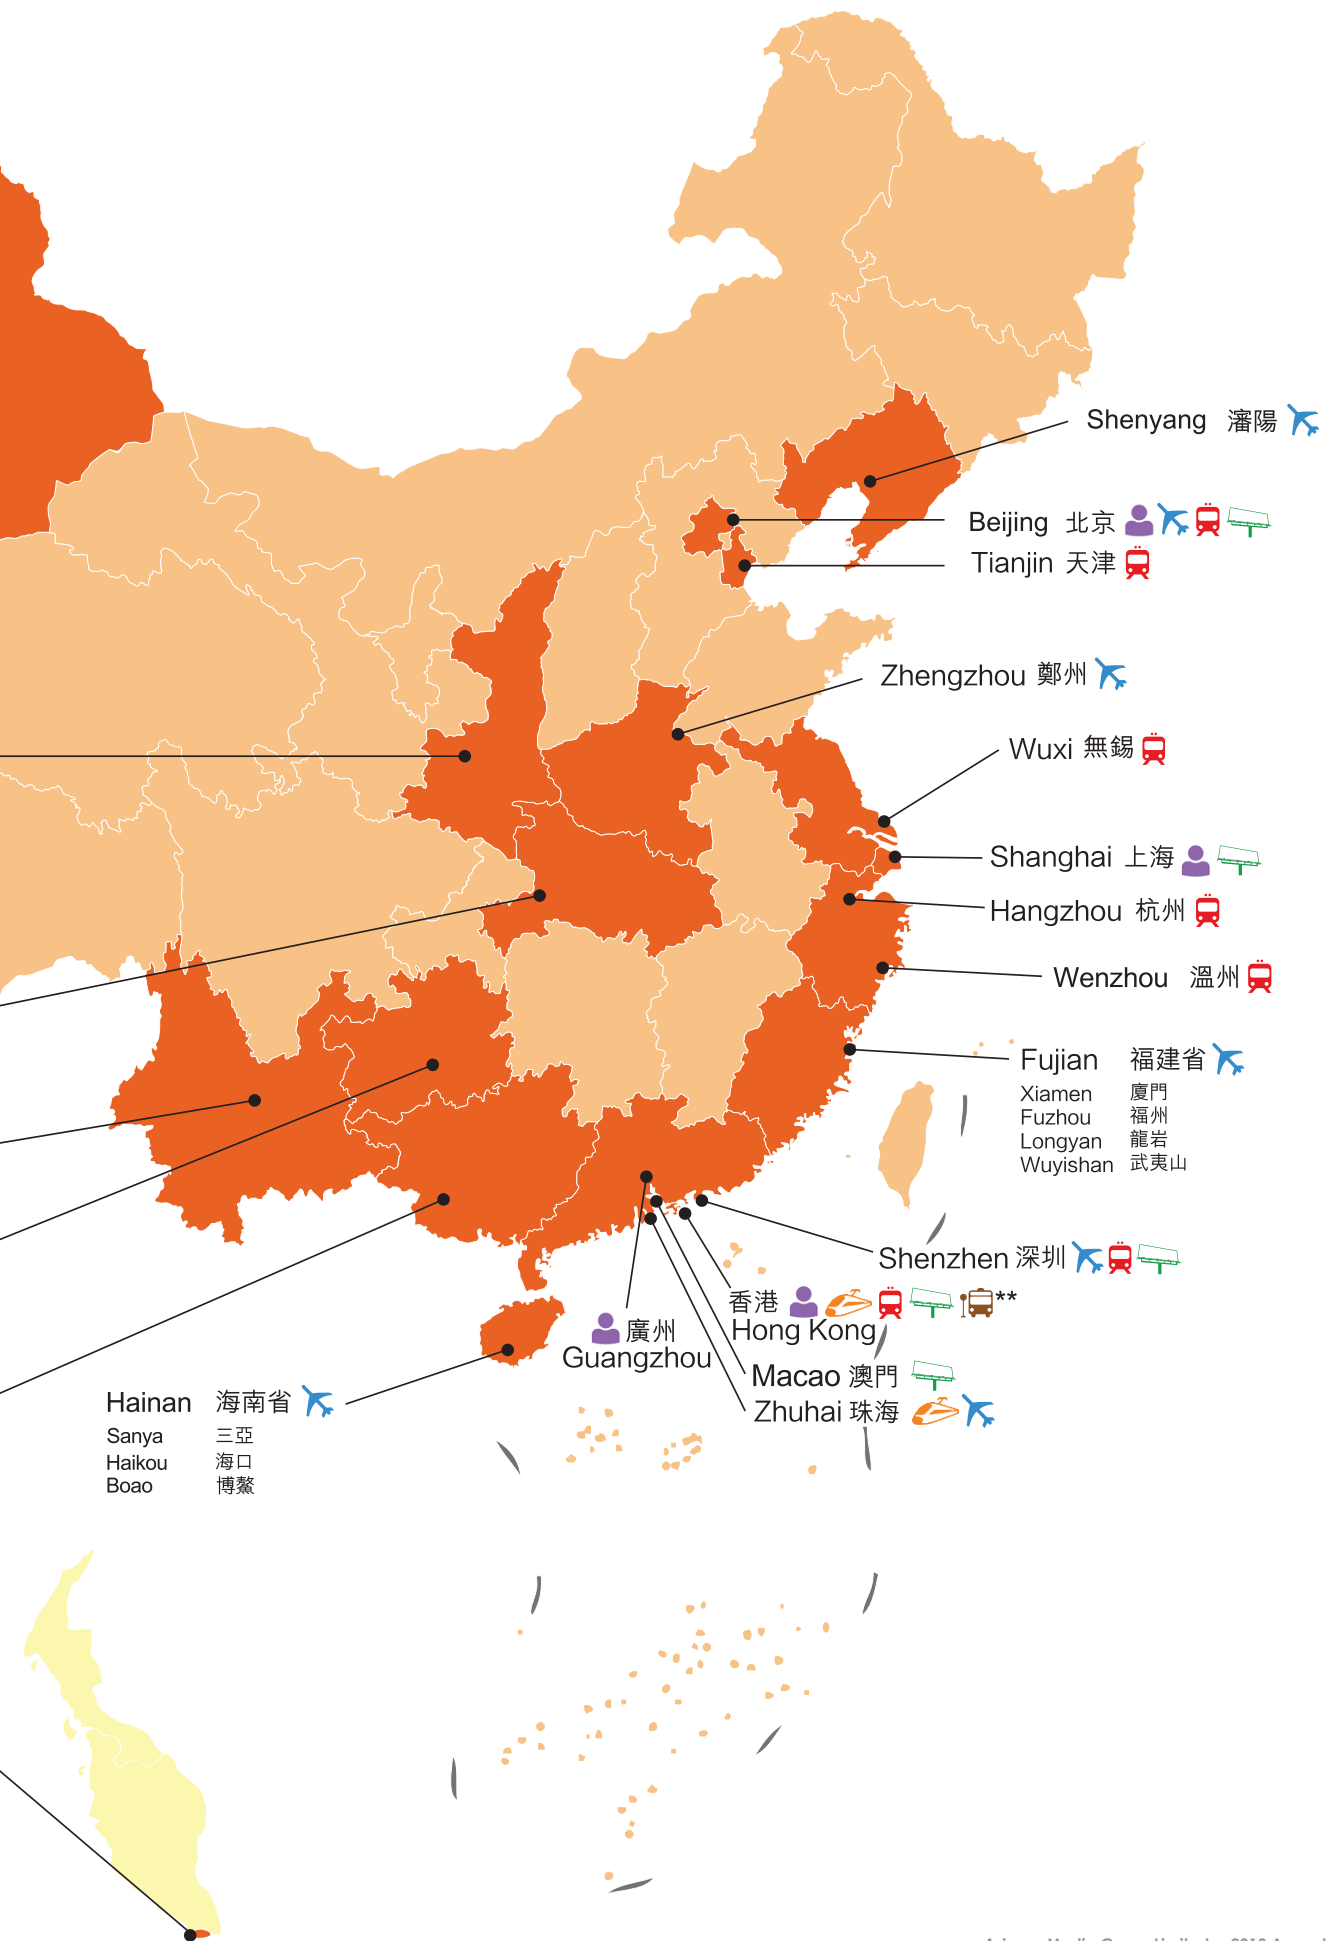 Shenyang 瀋陽
Beijing 北京
Tianjin 天津
Zhengzhou 鄭州
Wuxi 無錫
Shanghai 上海
Hangzhou 杭州
Wenzhou 溫州
Fujian 福建省
Xiamen 廈門
Fuzhou 福州
Longyan 龍岩
Wuyishan 武夷山
Shenzhen 深圳
香港 **
Hong Kong
廣州
Guangzhou
Macao 澳門
Zhuhai 珠海
Hainan 海南省
Sanya 三亞
Haikou 海口
Boao 博鰲